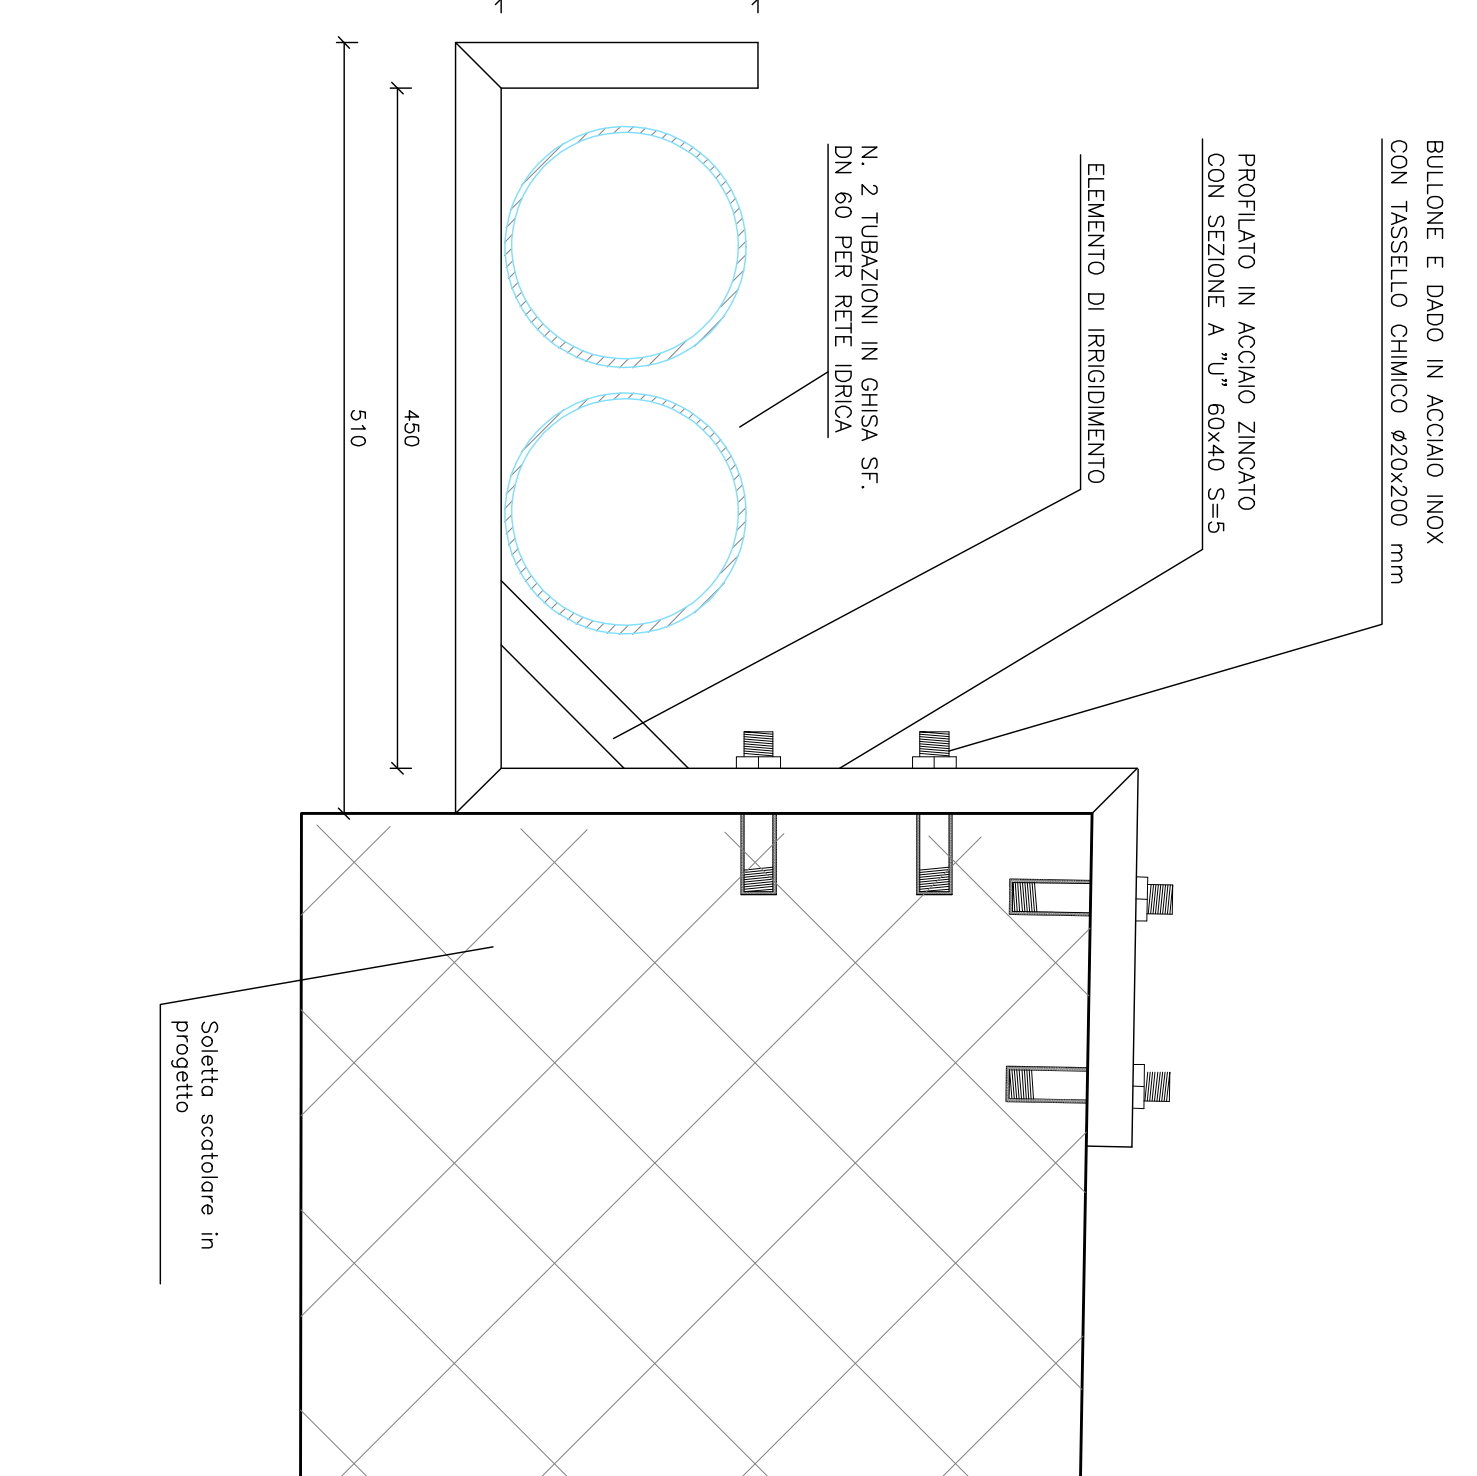 BULLONE E DADO IN ACCIAIO INOX
CON TASSELLO CHIMICO ø20x200 mm
PROFILATO IN ACCIAIO ZINCATO
CON SEZIONE A "U" 60x40 S=5
ELEMENTO DI IRRIGIDIMENTO
N. 2 TUBAZIONI IN GHISA SF.
DN 60 PER RETE IDRICA
450
510
Soletta scatolare in
progetto